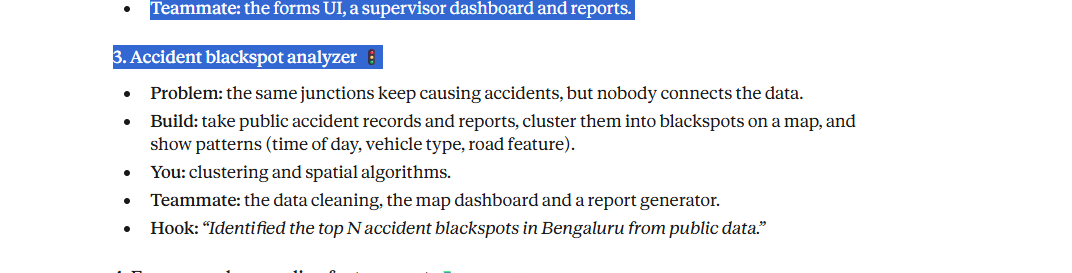 Teammate: the forms UI, a supervisor dashboard and reports.
3. Accident blackspot analyzer 🚦
Problem: the same junctions keep causing accidents, but nobody connects the data.
Build: take public accident records and reports, cluster them into blackspots on a map, and
show patterns (time of day, vehicle type, road feature).
You: clustering and spatial algorithms.
Teammate: the data cleaning, the map dashboard and a report generator.
Hook: “Identified the top N accident blackspots in Bengaluru from public data.”